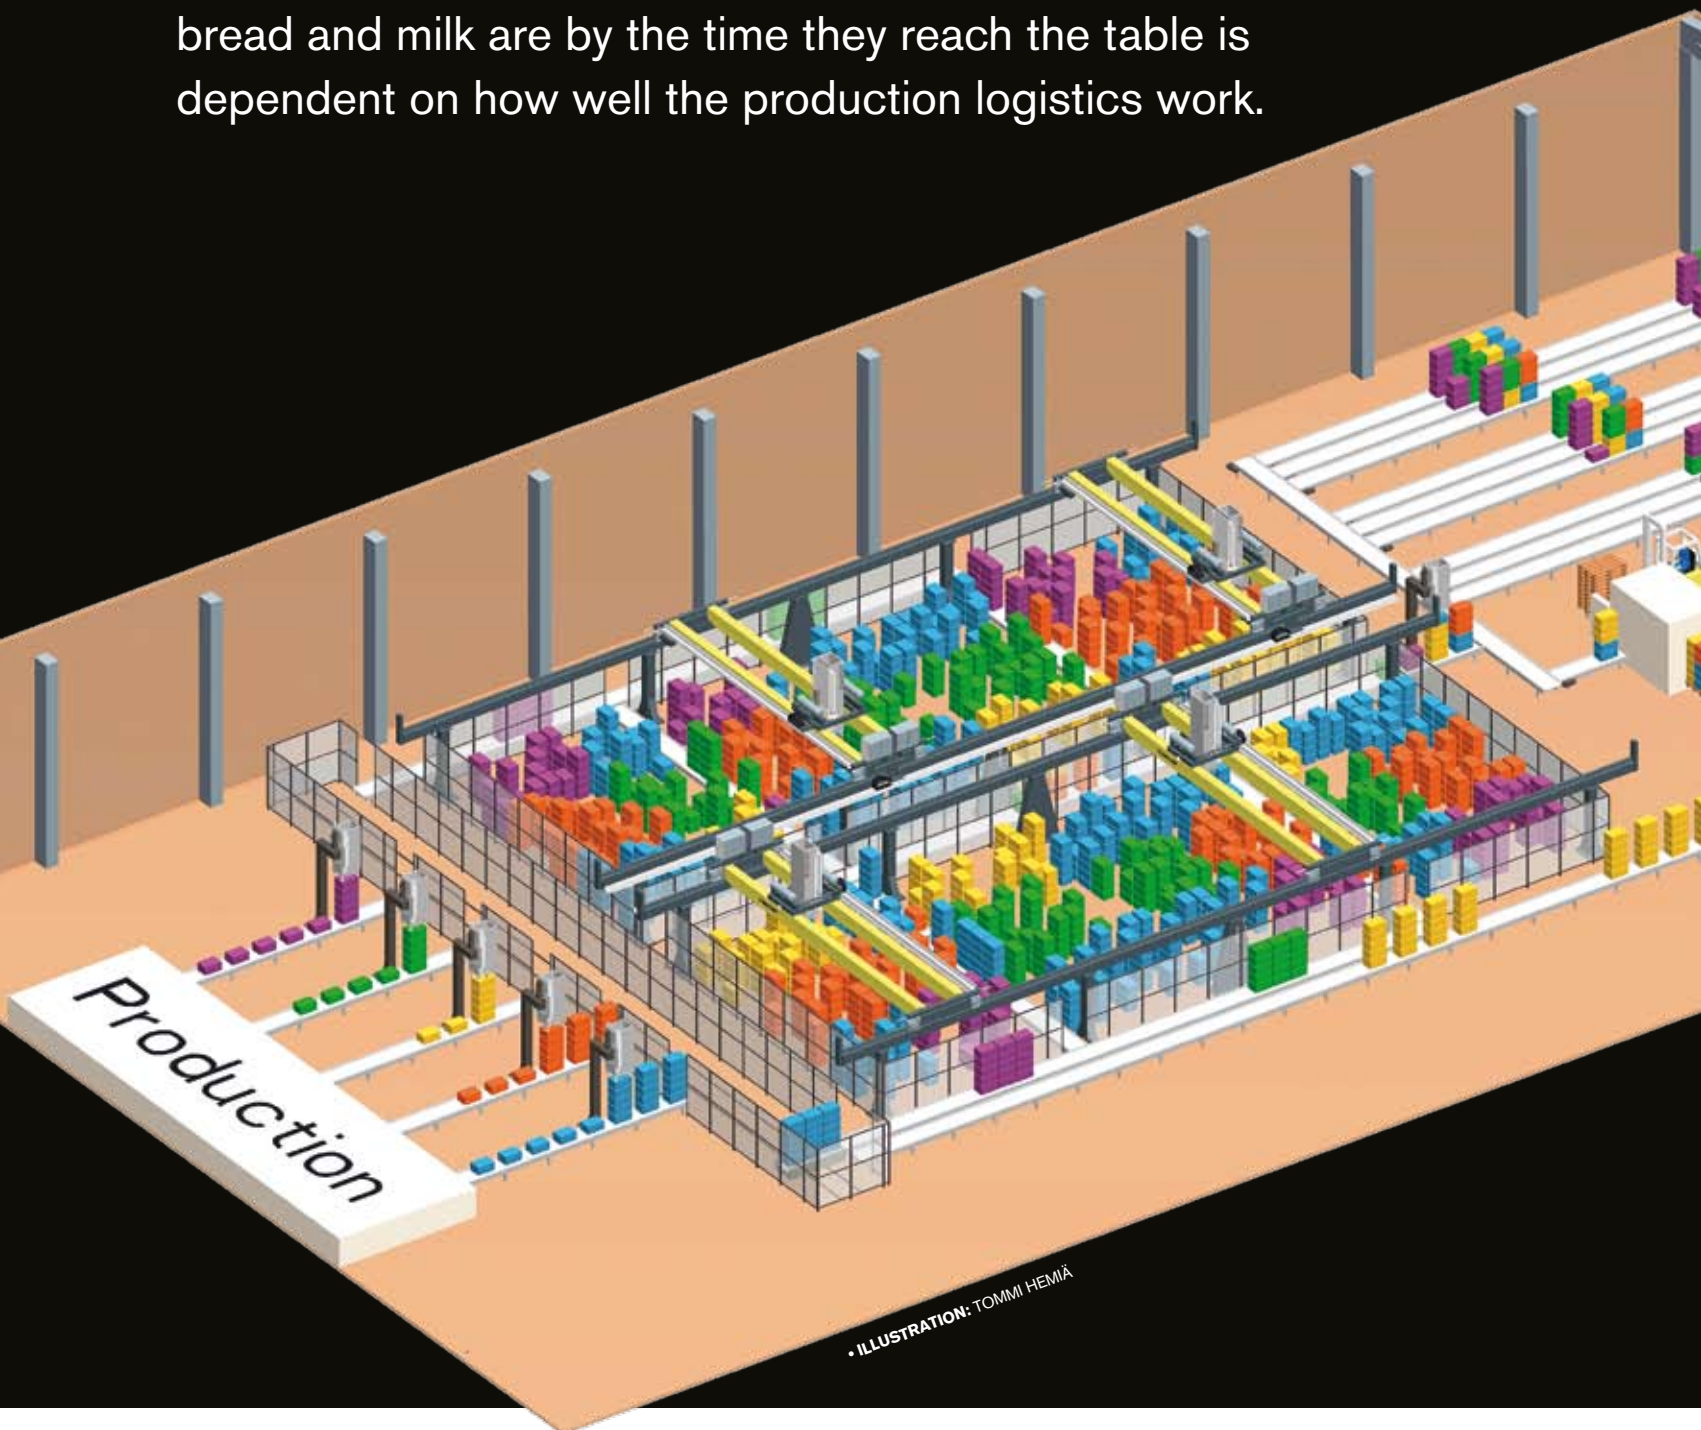 bread and milk are by the time they reach the table is
dependent on how well the production logistics work.
Production
• ILLUSTRATION: TOMMI HEMIÄ